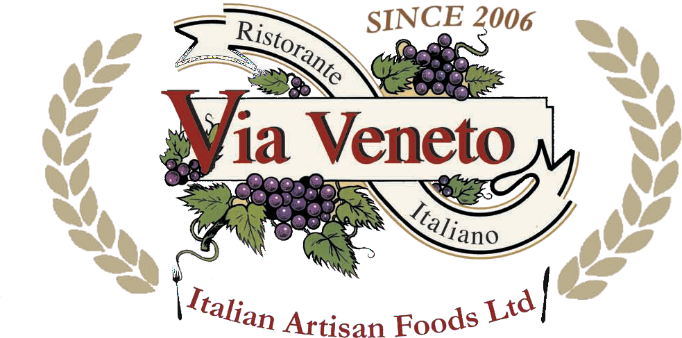 SINCE 2006
Ristorante
Via Veneto
Italiano
Italian Artisan Foods Ltd